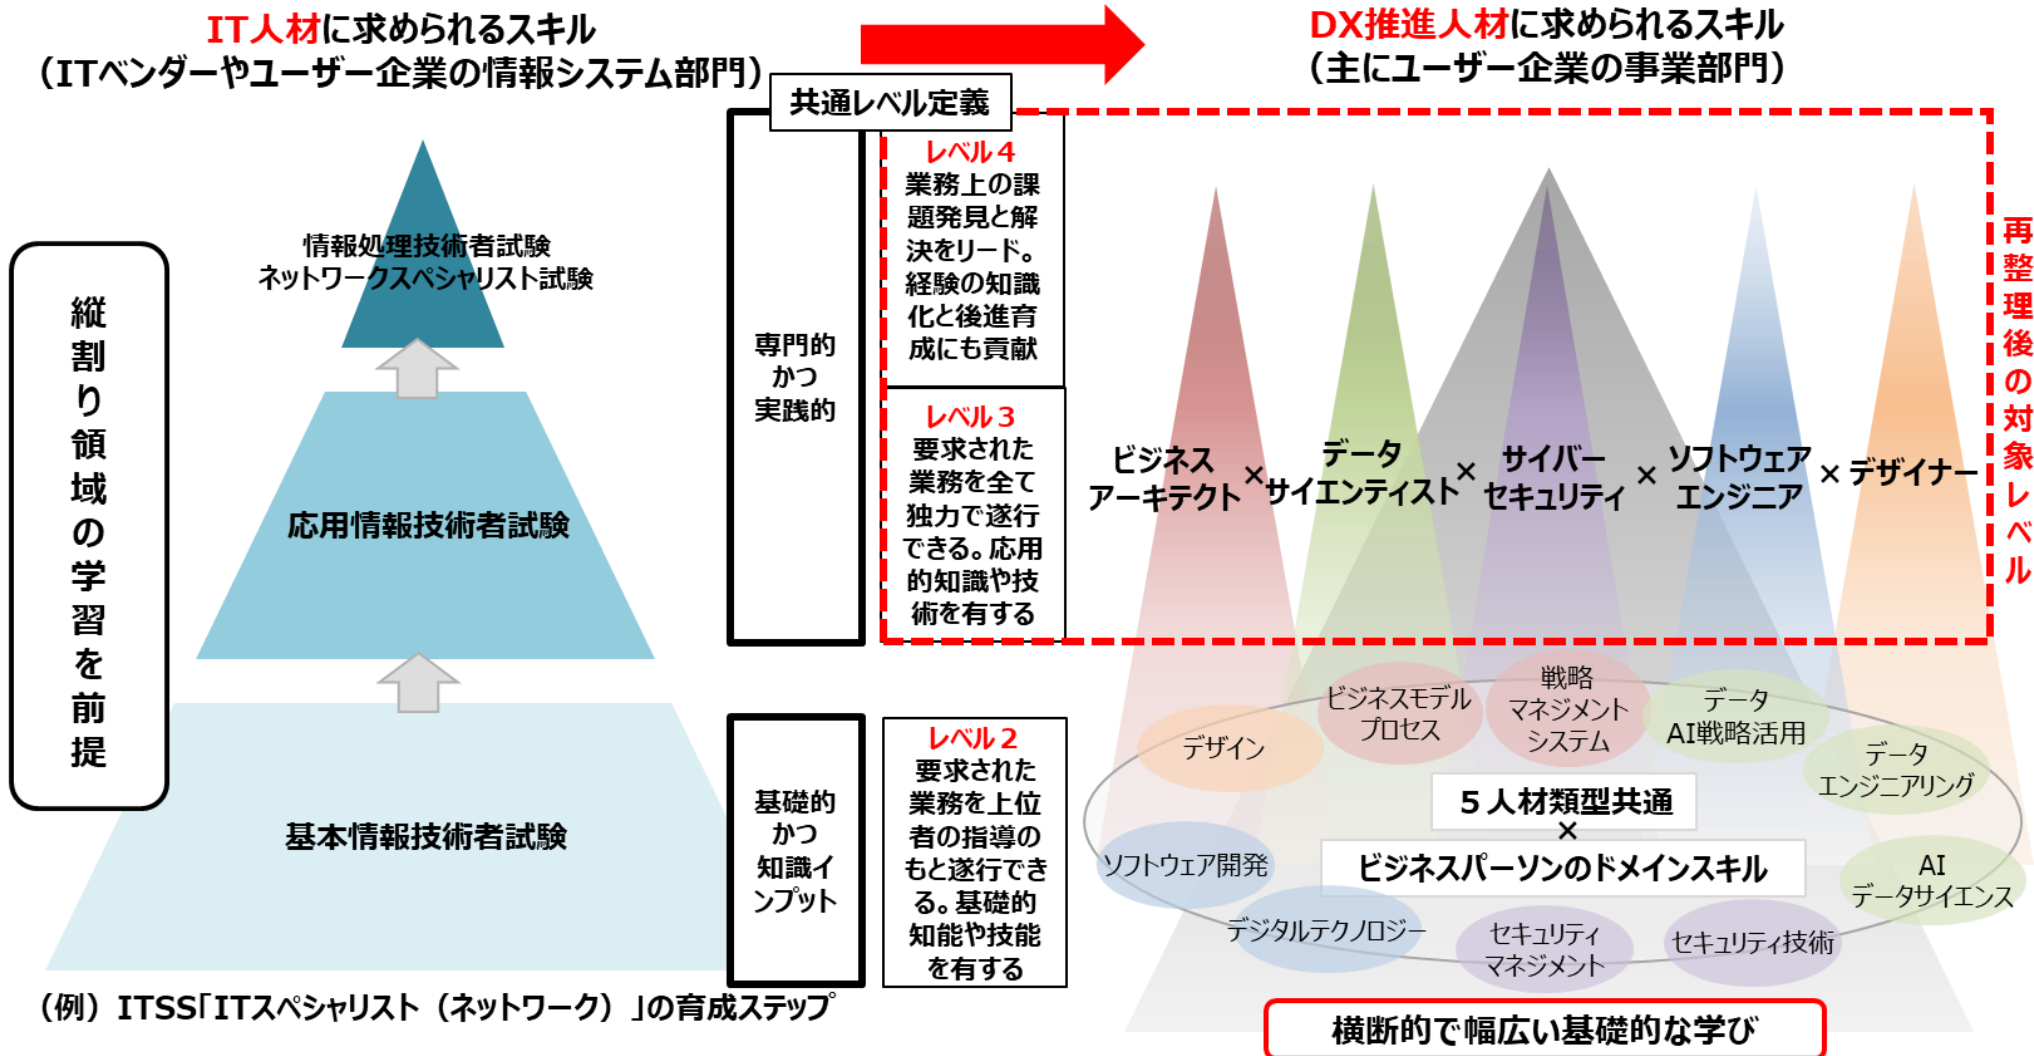 IT人材に求められるスキル
（ITベンダーやユーザー企業の情報システム部門）
DX推進人材に求められるスキル
（主にユーザー企業の事業部門）
共通レベル定義
縦割り領域の学習を前提
情報処理技術者試験
ネットワークスペシャリスト試験
応用情報技術者試験
基本情報技術者試験
（例）ITSS「ITスペシャリスト（ネットワーク）」の育成ステップ
専門的
かつ
実践的
レベル４
業務上の課
題発見と解
決をリード。
経験の知識
化と後進育
成にも貢献
レベル３
要求された
業務を全て
独力で遂行
できる。応用
的知識や技
術を有する
基礎的
かつ
知識イ
ンプット
レベル２
要求された
業務を上位
者の指導の
もと遂行でき
る。基礎的
知能や技能
を有する
ビジネス
アーキテクト
×
データ
サイエンティスト
×
サイバー
セキュリティ
×
ソフトウェア
エンジニア
×
デザイナー
再整理後の対象レベル
デザイン
ビジネスモデル
プロセス
戦略
マネジメント
システム
データ
AI戦略活用
データ
エンジニアリング
５人材類型共通
×
ビジネスパーソンのドメインスキル
ソフトウェア開発
AI
データサイエンス
デジタルテクノロジー
セキュリティ
マネジメント
セキュリティ技術
横断的で幅広い基礎的な学び